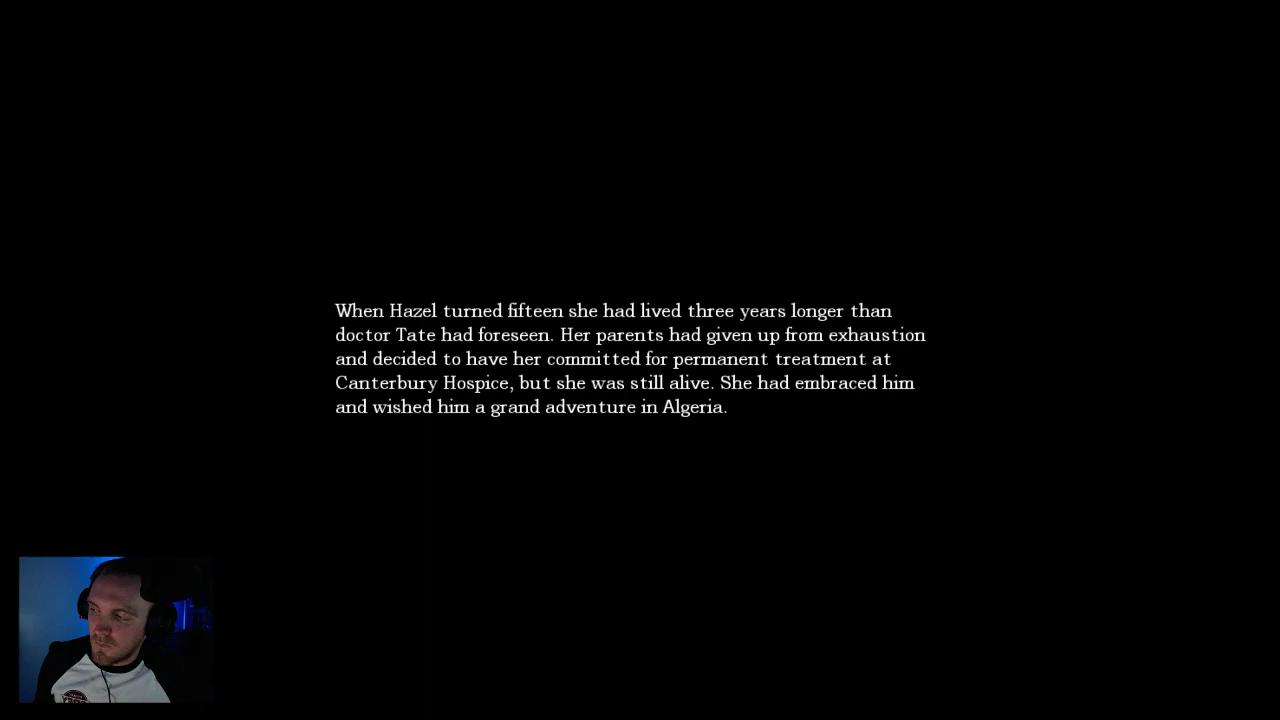 When Hazel turned fifteen she had lived three years longer than
doctor Tate had foreseen. Her parents had given up from exhaustion
and decided to have her committed for permanent treatment at
Canterbury Hospice, but she was still alive. She had embraced him
and wished him a grand adventure in Algeria.